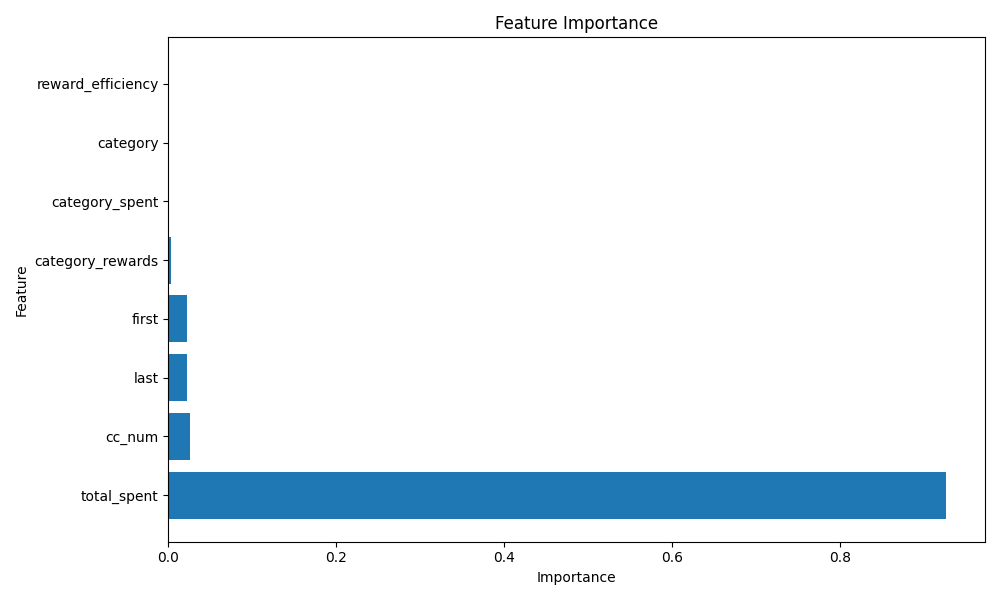 Feature Importance
reward_efficiency
category
category_spent
category_rewards
first
last
cc_num
total_spent
Feature
0.0 0.2 0.4 0.6 0.8
Importance